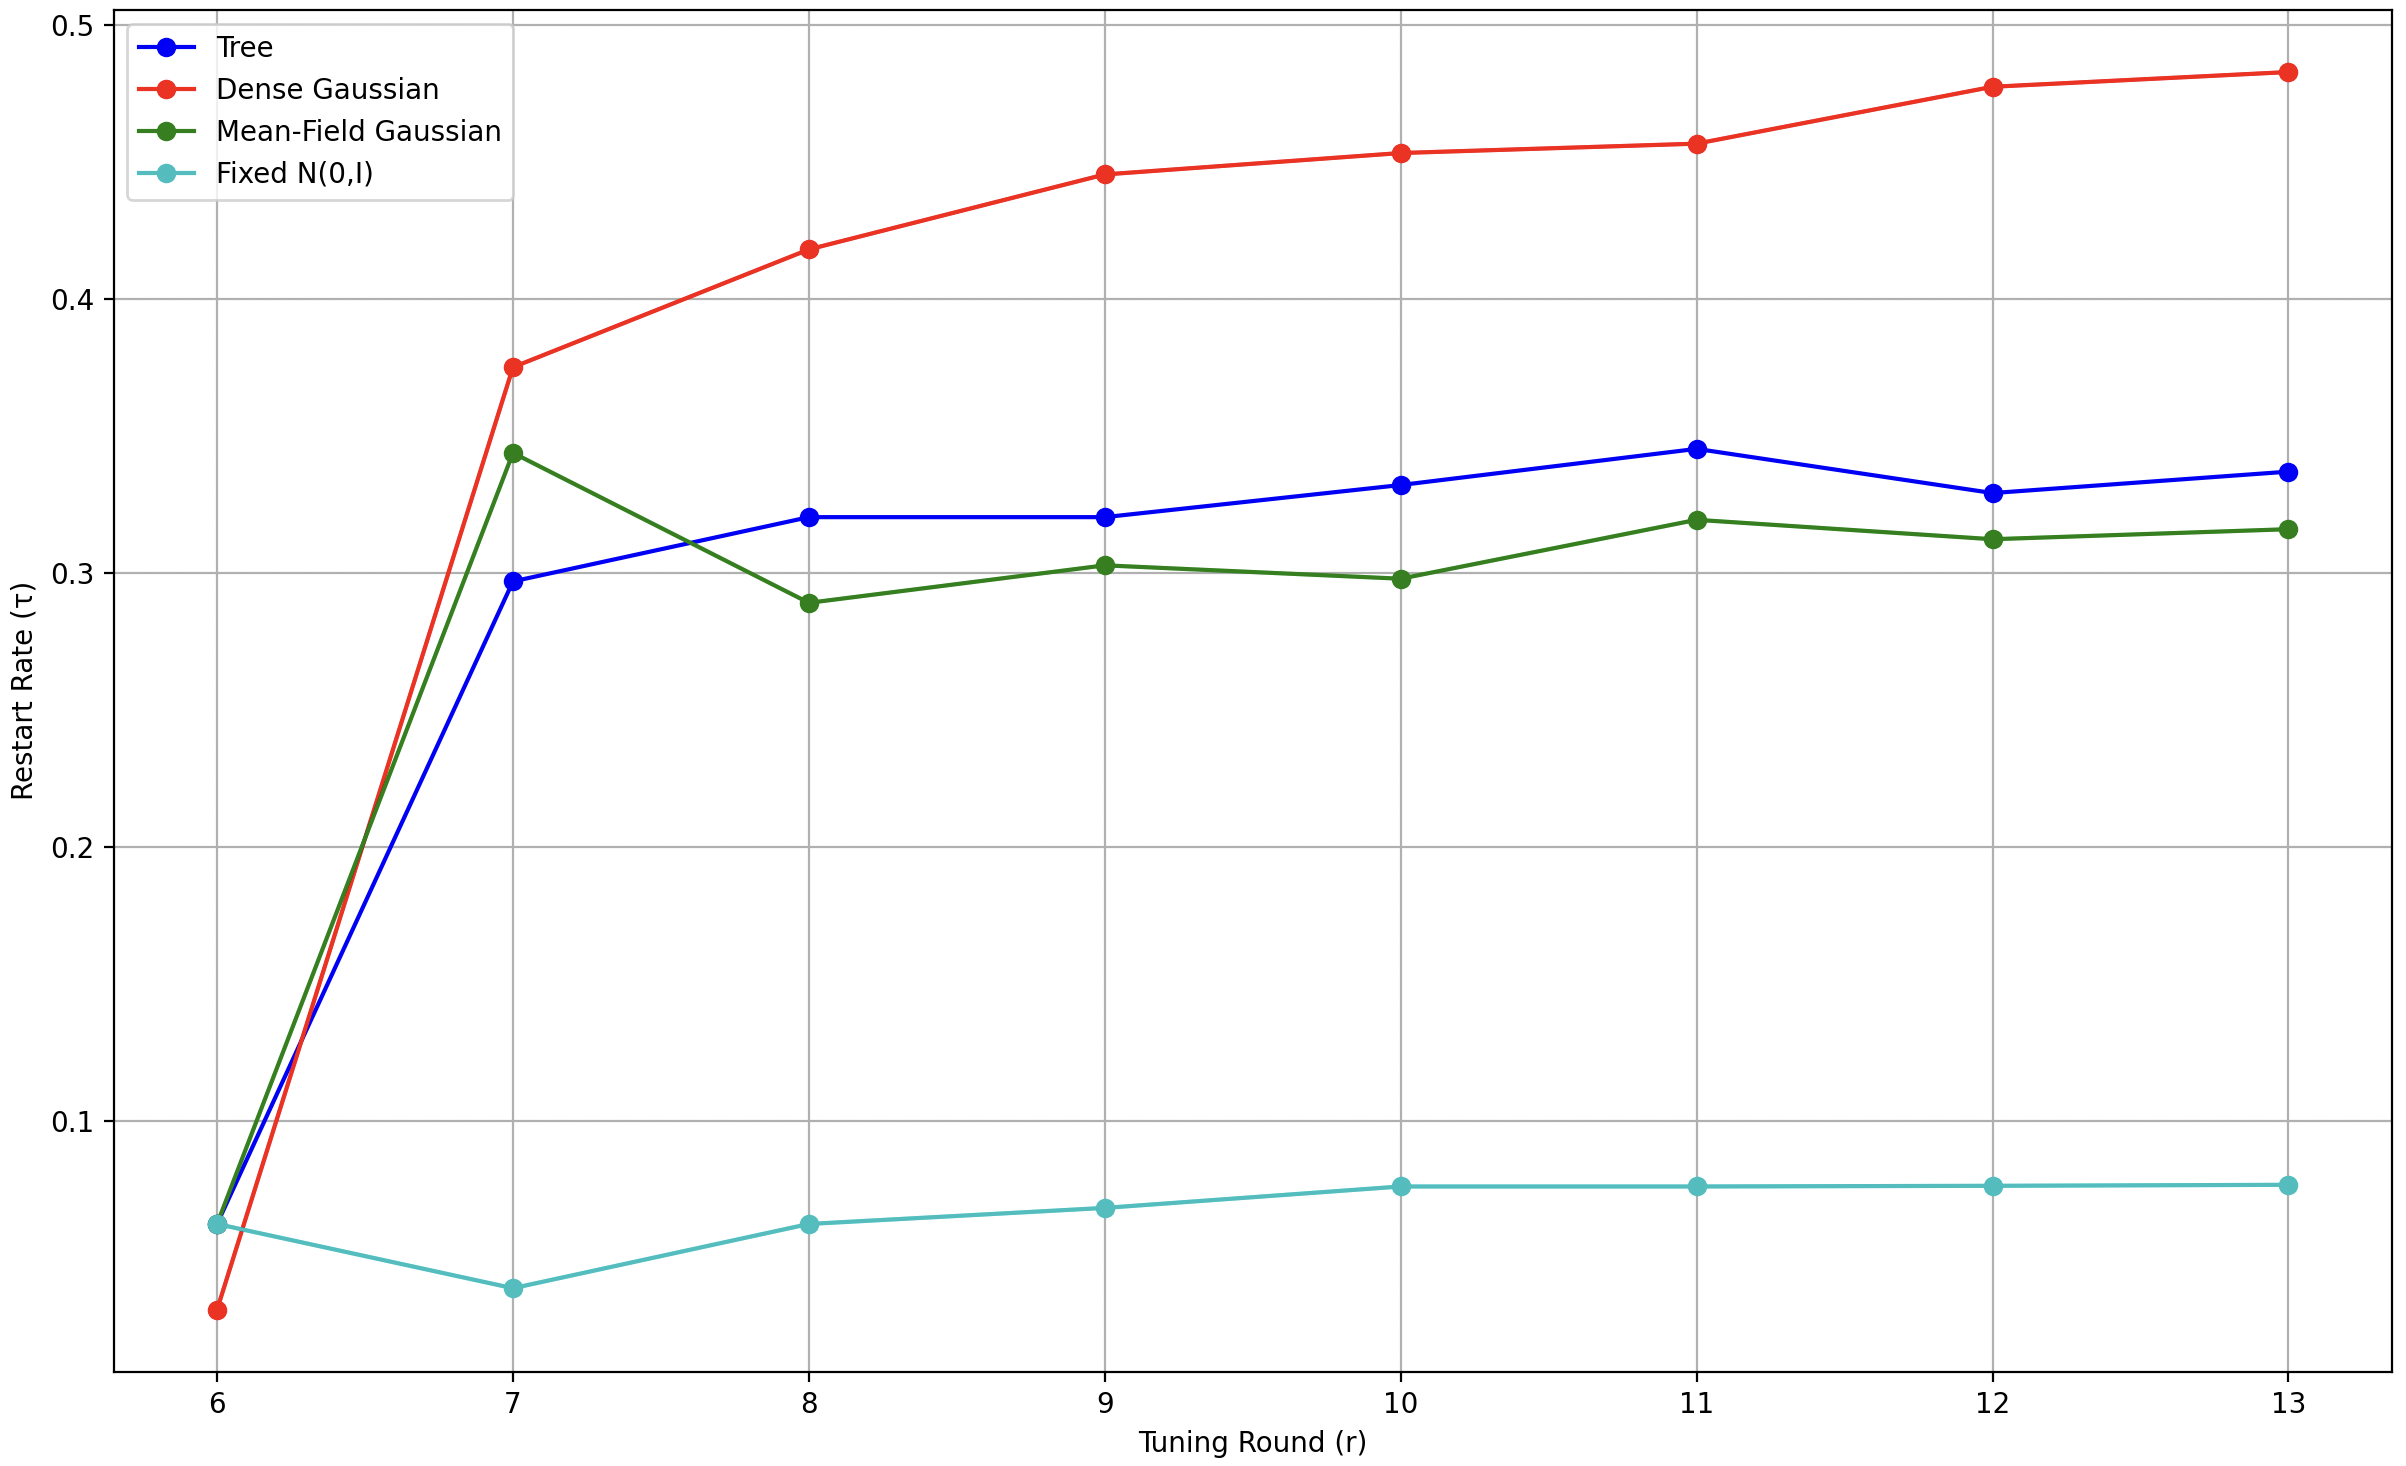 Tree
Dense Gaussian
Mean-Field Gaussian
Fixed N(0,I)
0.5
0.4
0.3
0.2
0.1
Restart Rate (τ)
6 7 8 9 10 11 12 13
Tuning Round (r)